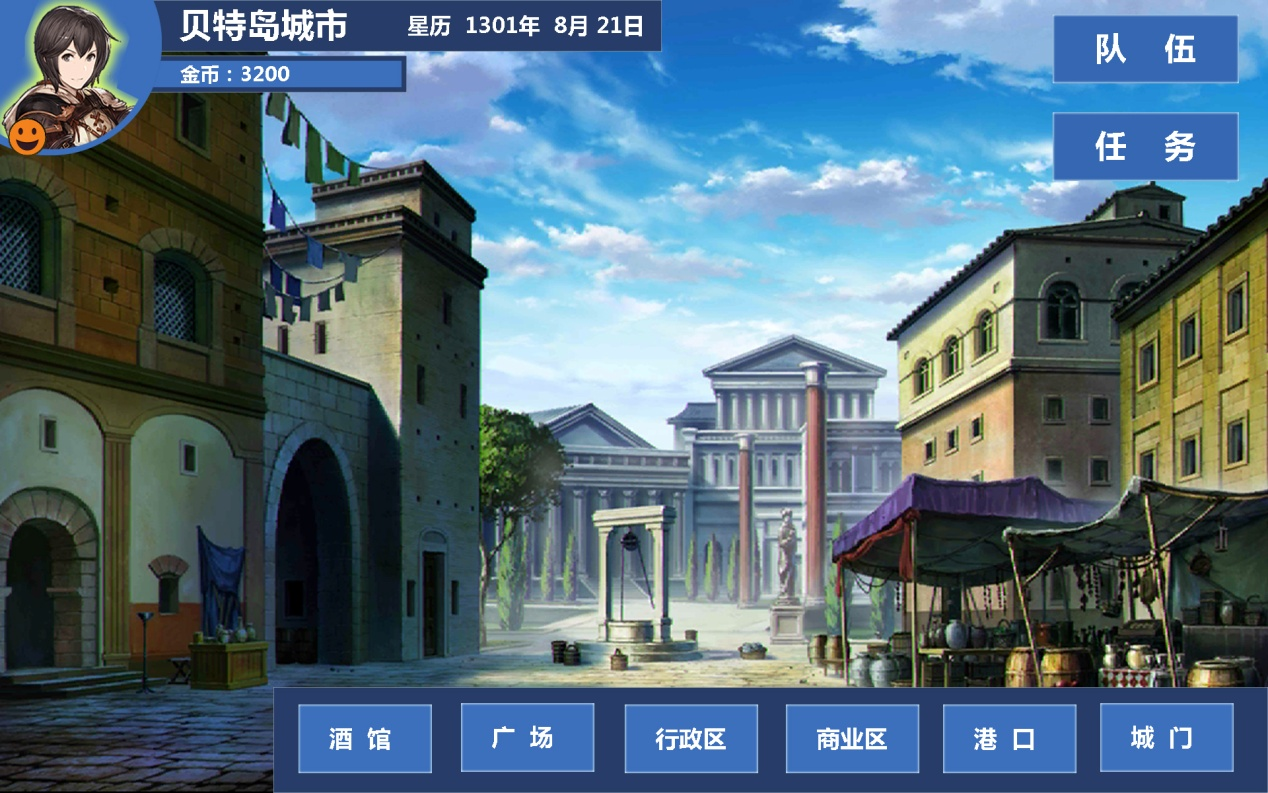 贝特岛城市
星历 1301年 8月 21日
金币：3200
队 伍
任 务
酒 馆
广 场
行政区
商业区
港 口
城 门